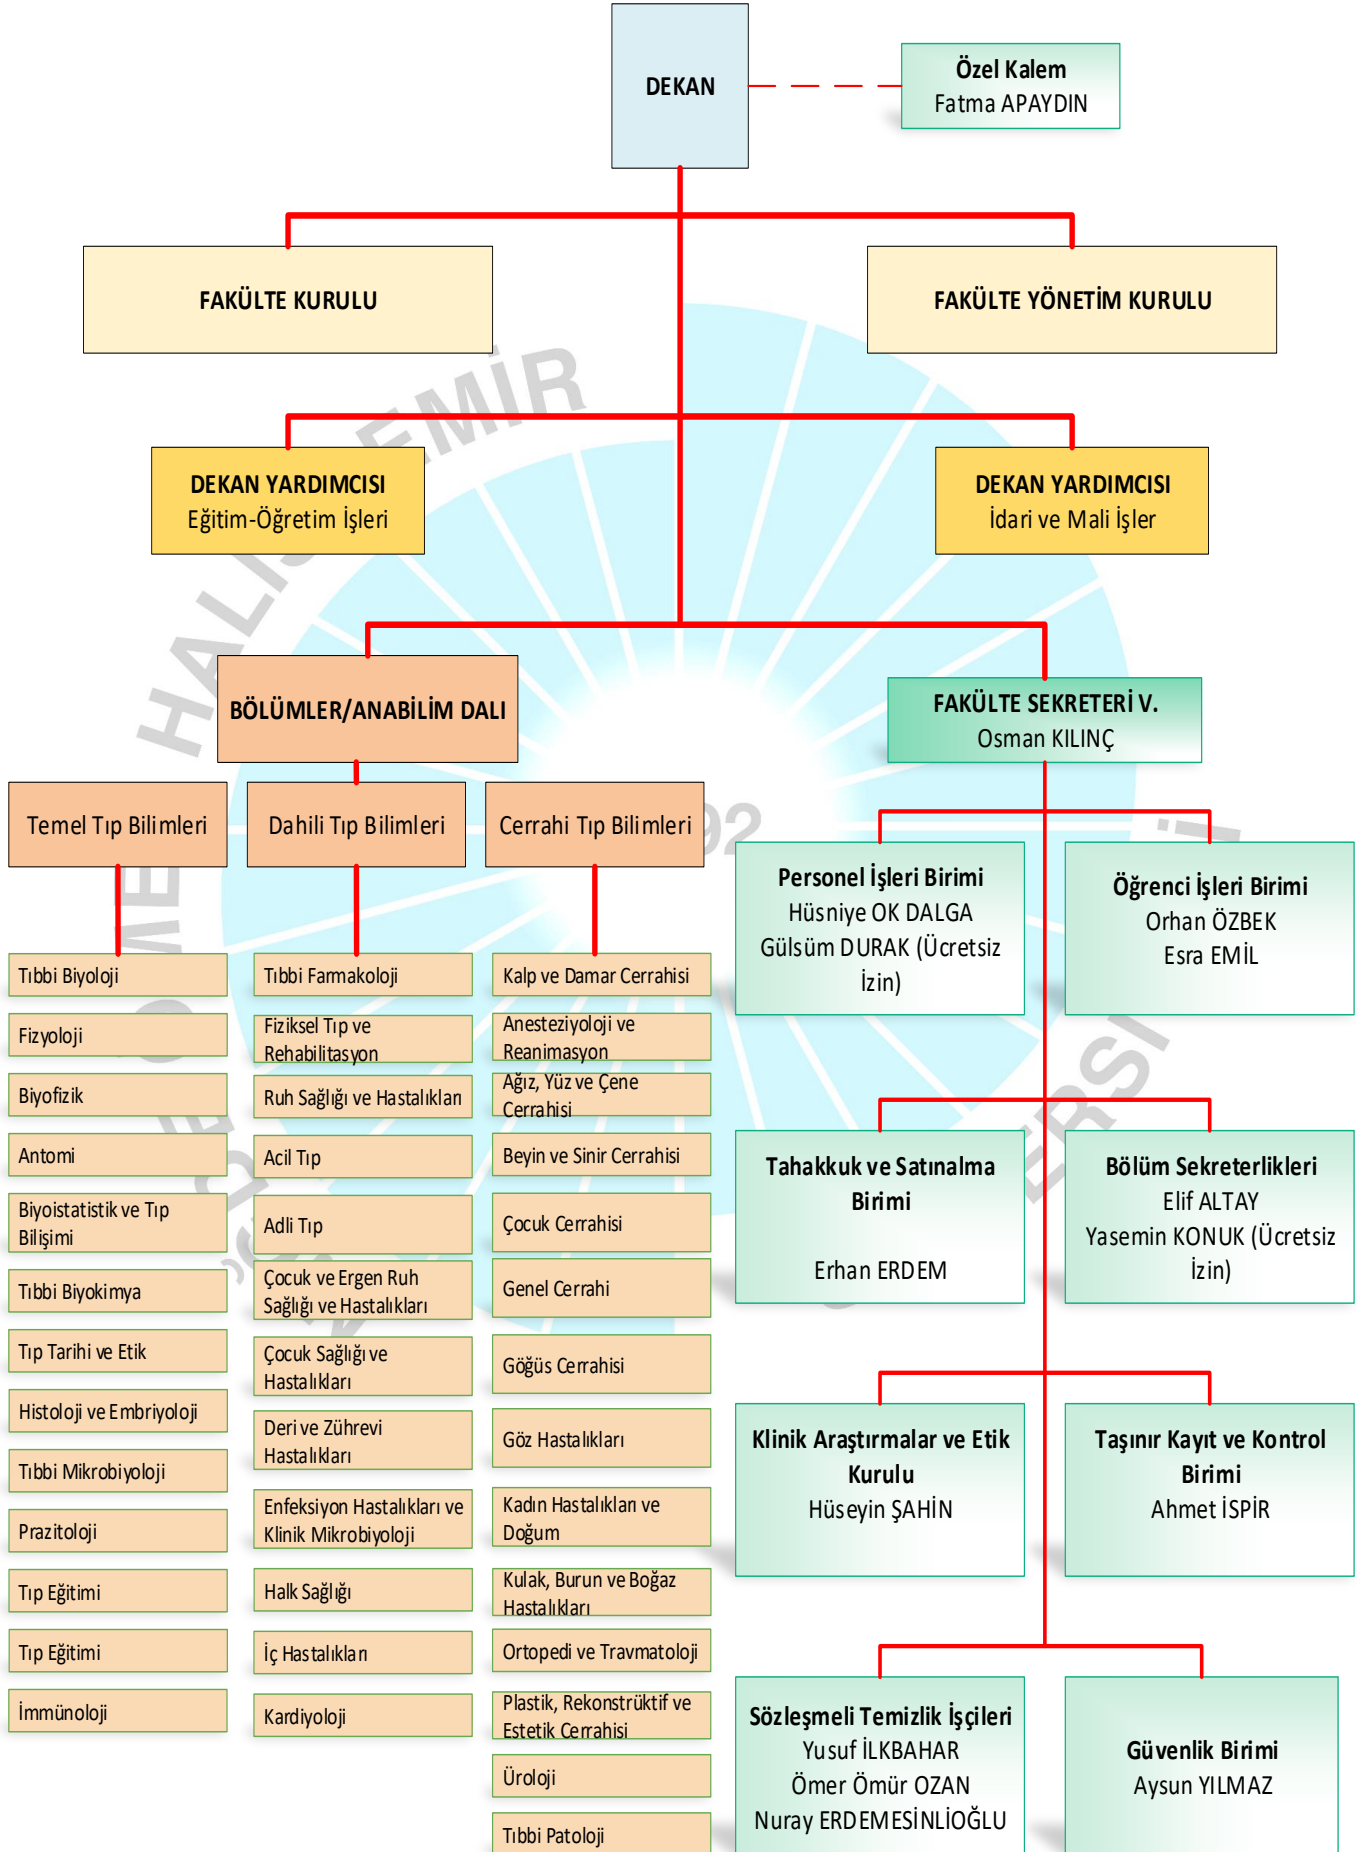 DEKAN
Özel Kalem
Fatma APAYDIN
FAKÜLTE KURULU
FAKÜLTE YÖNETİM KURULU
DEKAN YARDIMCISI
Eğitim-Öğretim İşleri
DEKAN YARDIMCISI
İdari ve Mali İşler
BÖLÜMLER/ANABİLİM DALI
FAKÜLTE SEKRETERİ V.
Osman KILINÇ
Temel Tıp Bilimleri
Dahili Tıp Bilimleri
Cerrahi Tıp Bilimleri
Tıbbi Biyoloji
Fizyoloji
Biyofizik
Antomi
Biyoistatistik ve Tıp
Bilişimi
Tıbbi Biyokimya
Tıp Tarihi ve Etik
Histoloji ve Embriyoloji
Tıbbi Mikrobiyoloji
Prazitoloji
Tıp Eğitimi
Tıp Eğitimi
İmmünoloji
Tıbbi Farmakoloji
Fiziksel Tıp ve
Rehabilitasyon
Ruh Sağlığı ve Hastalıkları
Acil Tıp
Adli Tıp
Çocuk ve Ergen Ruh
Sağlığı ve Hastalıkları
Çocuk Sağlığı ve
Hastalıkları
Deri ve Zührevi
Hastalıkları
Enfeksiyon Hastalıkları ve
Klinik Mikrobiyoloji
Halk Sağlığı
İç Hastalıkları
Kardiyoloji
Kalp ve Damar Cerrahisi
Anesteziyoloji ve
Reanimasyon
Ağız, Yüz ve Çene
Cerrahisi
Beyin ve Sinir Cerrahisi
Çocuk Cerrahisi
Genel Cerrahi
Göğüs Cerrahisi
Göz Hastalıkları
Kadın Hastalıkları ve
Doğum
Kulak, Burun ve Boğaz
Hastalıkları
Ortopedi ve Travmatoloji
Plastik, Rekonstrüktif ve
Estetik Cerrahisi
Üroloji
Tıbbi Patoloji
Personel İşleri Birimi
Hüsniye OK DALGA
Gülsüm DURAK (Ücretsiz
İzin)
Öğrenci İşleri Birimi
Orhan ÖZBEK
Esra EMİL
Tahakkuk ve Satınalma
Birimi
Erhan ERDEM
Bölüm Sekreterlikleri
Elif ALTAY
Yasemin KONUK (Ücretsiz
İzin)
Klinik Araştırmalar ve Etik
Kurulu
Hüseyin ŞAHİN
Taşınır Kayıt ve Kontrol
Birimi
Ahmet İSPİR
Sözleşmeli Temizlik İşçileri
Yusuf İLKBAHAR
Ömer Ömür OZAN
Nuray ERDEMESİNLİOĞLU
Güvenlik Birimi
Aysun YILMAZ